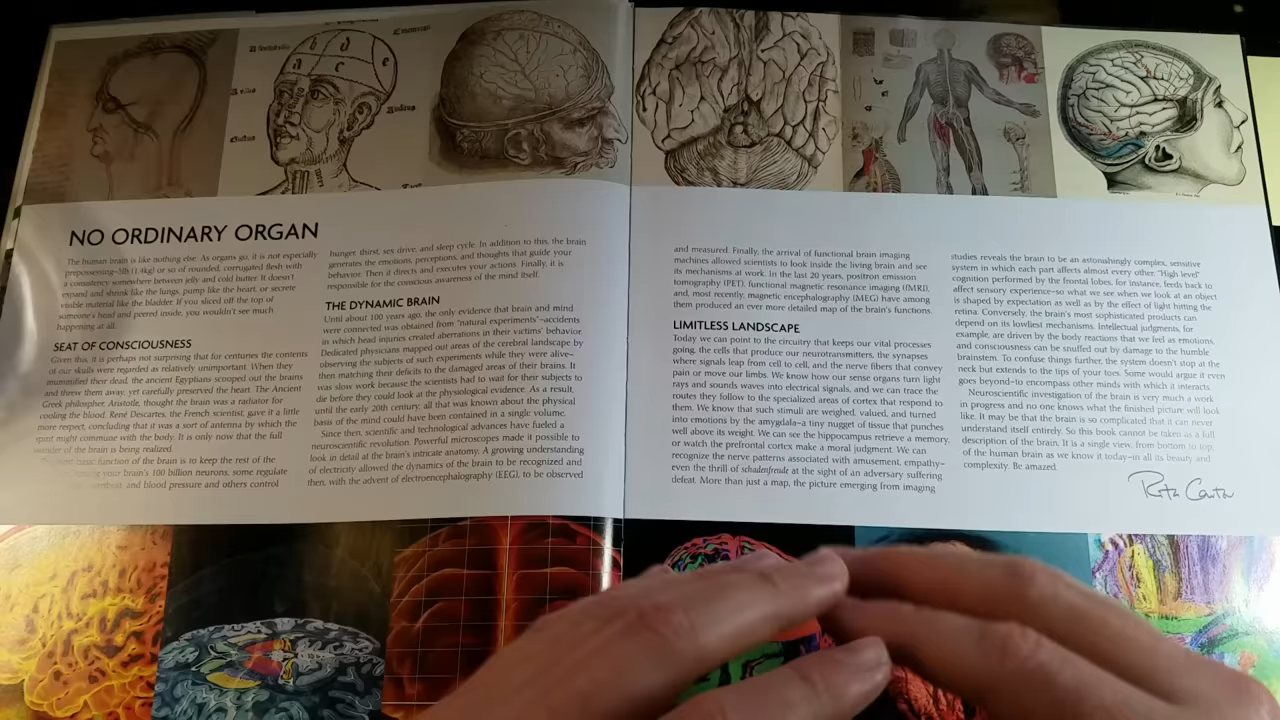 NO ORDINARY ORGAN
The human brain is like nothing else. As organs go, it is not especially
prepossessing–3lb (1.4kg) or so of rounded, corrugated flesh with
a consistency somewhere between jelly and cold butter. It doesn't
expand and shrink like the lungs, pump like the heart, or secrete
visible material like the bladder. If you sliced off the top of
someone's head and peered inside, you wouldn't see much
happening at all.
SEAT OF CONSCIOUSNESS
Given this, it is perhaps not surprising that for centuries the contents
of our skulls were regarded as relatively unimportant. When they
mummified their dead, the ancient Egyptians scooped out the brains
and threw them away, yet carefully preserved the heart. The Ancient
Greek philosopher, Aristotle, thought the brain was a radiator for
cooling the blood. René Descartes, the French scientist, gave it a little
more respect, concluding that it was a sort of antenna by which the
spirit might commune with the body. It is only now that the full
wonder of the brain is being realized.
basic function of the brain is to keep the rest of the
your brain's 100 billion neurons, some regulate
and blood pressure and others control
hunger, thirst, sex drive, and sleep cycle. In addition to this, the brain
generates the emotions, perceptions, and thoughts that guide your
behavior. Then it directs and executes your actions. Finally, it is
responsible for the conscious awareness of the mind itself.
THE DYNAMIC BRAIN
Until about 100 years ago, the only evidence that brain and mind
were connected was obtained from "natural experiments"–accidents
in which head injuries created aberrations in their victims' behavior.
Dedicated physicians mapped out areas of the cerebral landscape by
observing the subjects of such experiments while they were alive–
then matching their deficits to the damaged areas of their brains. It
was slow work because the scientists had to wait for their subjects to
die before they could look at the physiological evidence. As a result,
until the early 20th century, all that was known about the physical
basis of the mind could have been contained in a single volume.
Since then, scientific and technological advances have fueled a
neuroscientific revolution. Powerful microscopes made it possible to
look in detail at the brain's intricate anatomy. A growing understanding
of electricity allowed the dynamics of the brain to be recognized and
then, with the advent of electroencephalography (EEG), to be observed
and measured. Finally, the arrival of functional brain imaging
machines allowed scientists to look inside the living brain and see
its mechanisms at work. In the last 20 years, positron emission
tomography (PET), functional magnetic resonance imaging (fMRI),
and, most recently, magnetic encephalography (MEG) have among
them produced an ever more detailed map of the brain's functions.
LIMITLESS LANDSCAPE
Today we can point to the circuitry that keeps our vital processes
going, the cells that produce our neurotransmitters, the synapses
where signals leap from cell to cell, and the nerve fibers that convey
pain or move our limbs. We know how our sense organs turn light
rays and sounds waves into electrical signals, and we can trace the
routes they follow to the specialized areas of cortex that respond to
them. We know that such stimuli are weighed, valued, and turned
into emotions by the amygdala–a tiny nugget of tissue that punches
well above its weight. We can see the hippocampus retrieve a memory,
or watch the prefrontal cortex make a moral judgment. We can
recognize the nerve patterns associated with amusement, empathy–
even the thrill of schadenfreude at the sight of an adversary suffering
defeat. More than just a map, the picture emerging from imaging
studies reveals the brain to be an astonishingly complex, sensitive
system in which each part affects almost every other. "High level"
cognition performed by the frontal lobes, for instance, feeds back to
affect sensory experience–so what we see when we look at an object
is shaped by expectation as well as by the effect of light hitting the
retina. Conversely, the brain's most sophisticated products can
depend on its lowliest mechanisms. Intellectual judgments, for
example, are driven by the body reactions that we feel as emotions,
and consciousness can be snuffed out by damage to the humble
brainstem. To confuse things further, the system doesn't stop at the
neck but extends to the tips of your toes. Some would argue it even
goes beyond–to encompass other minds with which it interacts.
Neuroscientific investigation of the brain is very much a work
in progress and no one knows what the finished picture will look
like. It may be that the brain is so complicated that it can never
understand itself entirely. So this book cannot be taken as a full
description of the brain. It is a single view, from bottom to top,
of the human brain as we know it today–in all its beauty and
complexity. Be amazed.
Rita Carter